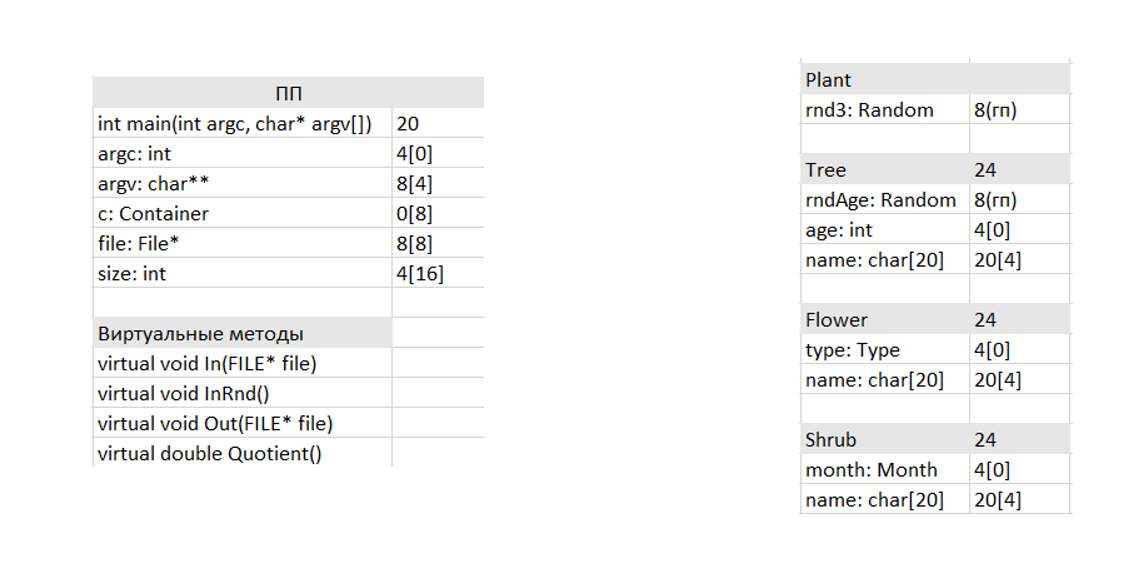 ПП
int main(int argc, char* argv[]) 20
argc: int 4[0]
argv: char** 8[4]
c: Container 0[8]
file: File* 8[8]
size: int 4[16]
Виртуальные методы
virtual void In(FILE* file)
virtual void InRnd()
virtual void Out(FILE* file)
virtual double Quotient()
Plant
rnd3: Random 8(гп)
Tree 24
rndAge: Random 8(гп)
age: int 4[0]
name: char[20] 20[4]
Flower 24
type: Type 4[0]
name: char[20] 20[4]
Shrub 24
month: Month 4[0]
name: char[20] 20[4]